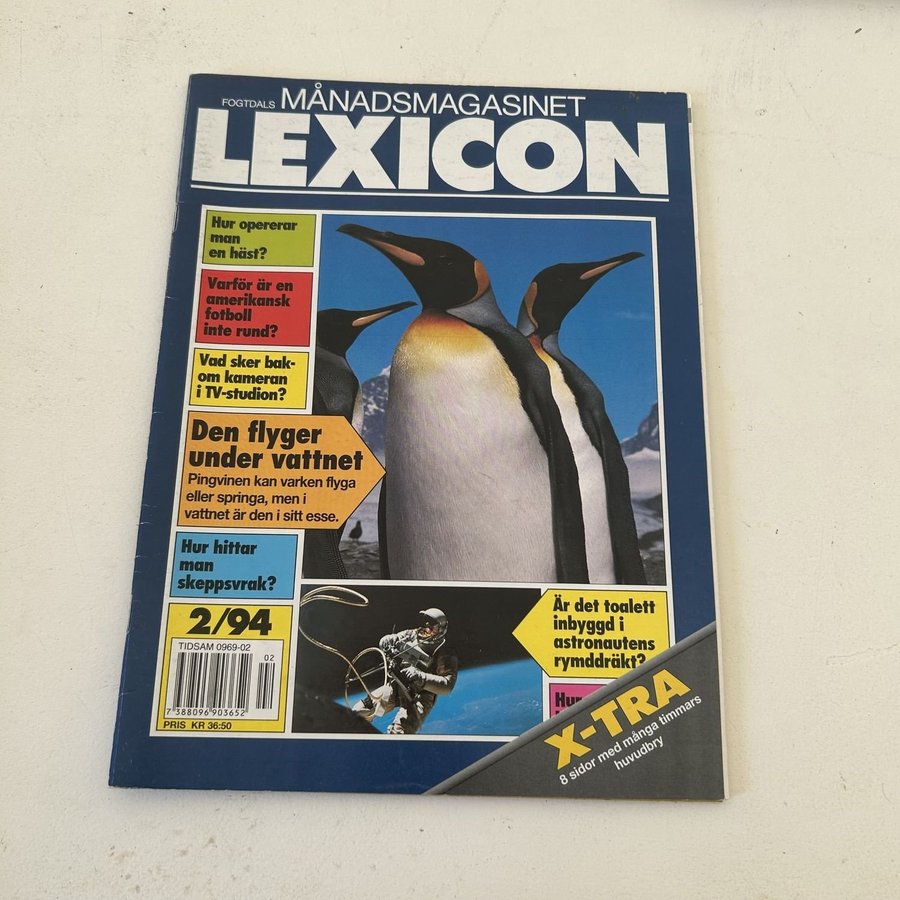 FOGTDALS MÅNADSMAGASINET
LEXICON
Hur opererar
man
en häst?
Varför är en
amerikansk
fotboll
inte rund?
Vad sker bak-
om kameran
i TV-studion?
Den flyger
under vattnet
Pingvinen kan varken flyga
eller springa, men i
vattnet är den i sitt esse.
Hur hittar
man
skeppsvrak?
2/94
TIDSAM 0969-02
02
7 388096 903652
PRIS KR 36:50
Är det toalett
inbyggd i
astronautens
rymddräkt?
Hur
X-TRA
8 sidor med många timmars
huvudbry